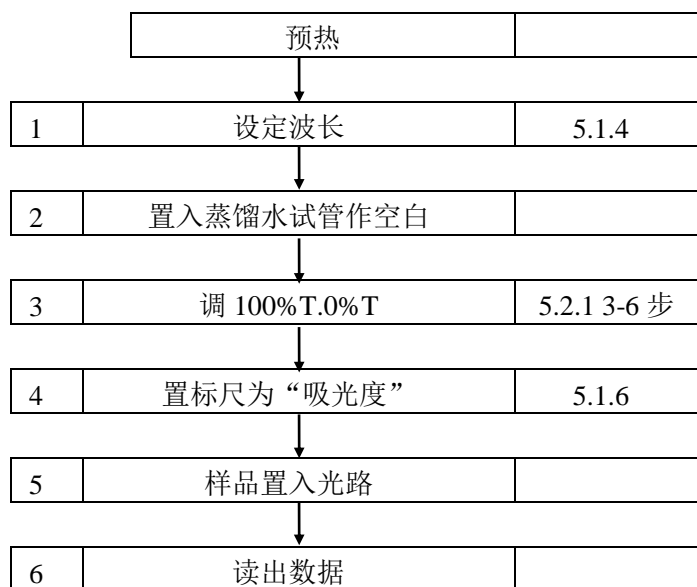 预热
1 设定波长 5.1.4
2 置入蒸馏水试管作空白
3 调 100%T.0%T 5.2.1 3-6 步
4 置标尺为“吸光度” 5.1.6
5 样品置入光路
6 读出数据